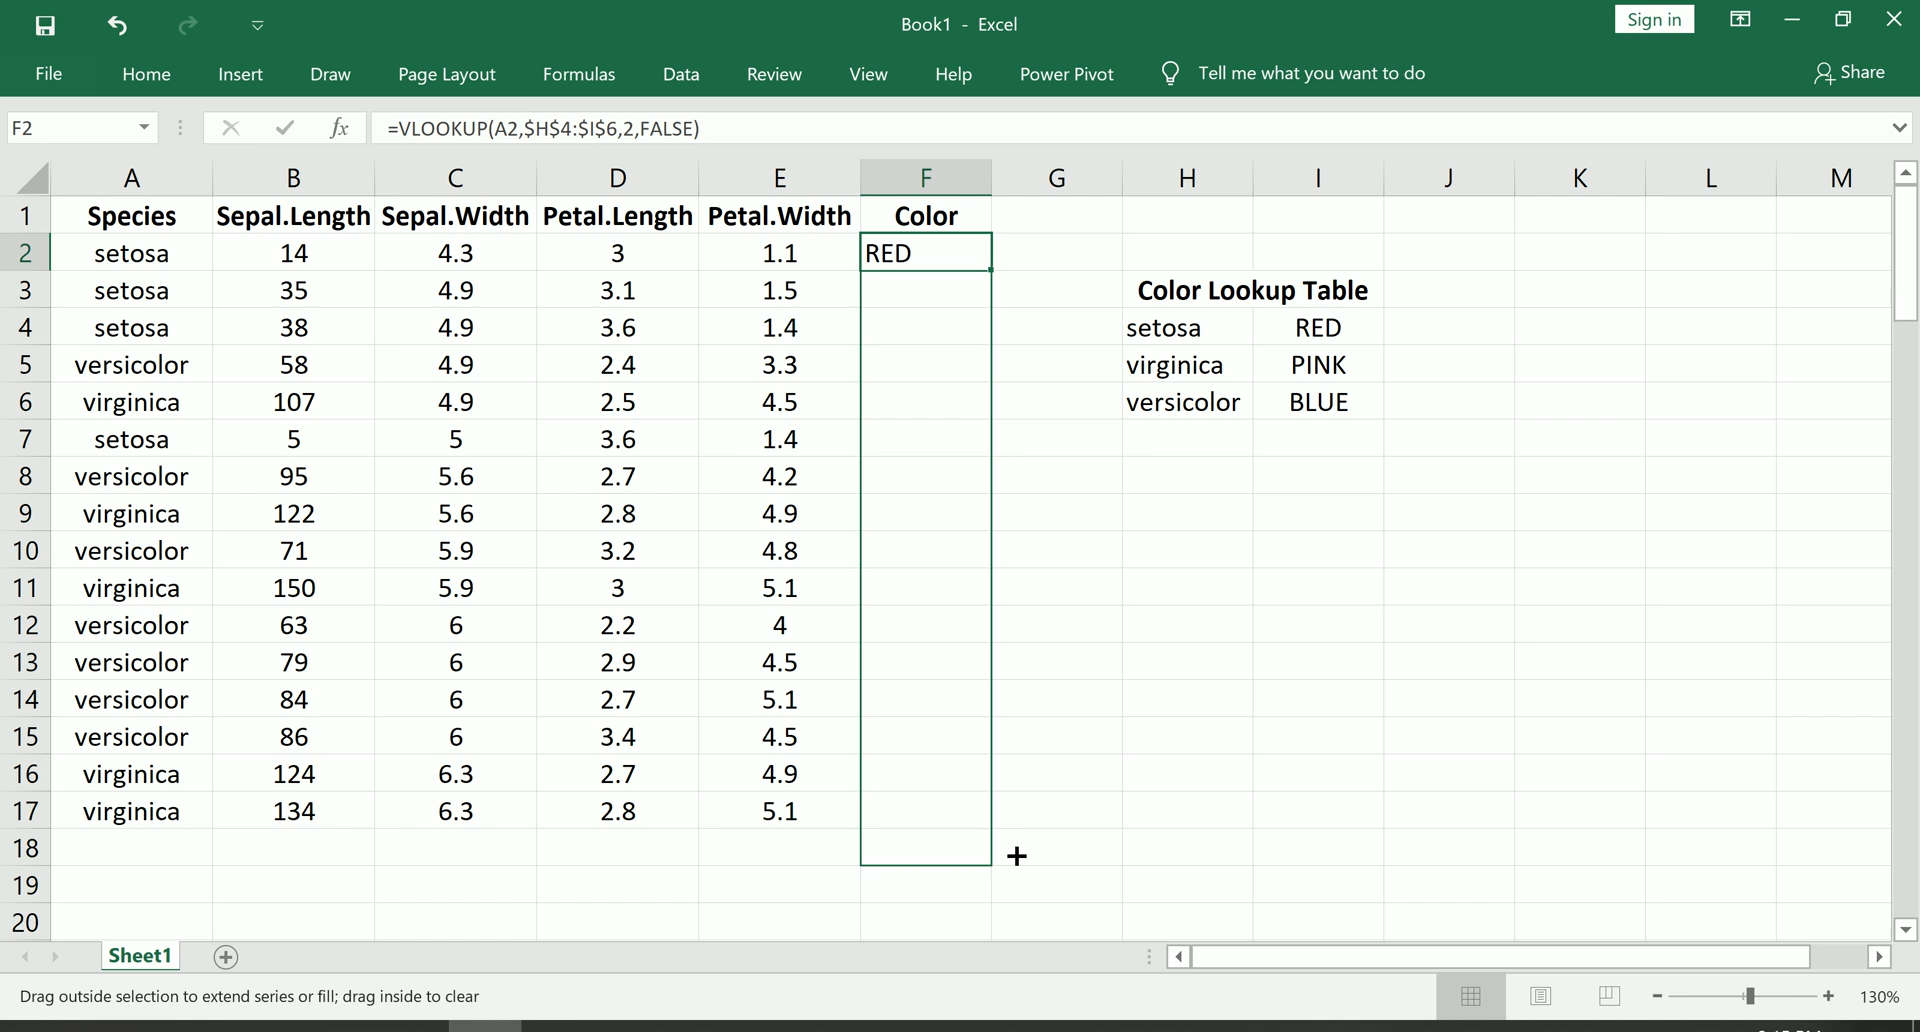 Book1 - Excel
Sign in
File Home Insert Draw Page Layout Formulas Data Review View Help Power Pivot Tell me what you want to do Share
F2 fx =VLOOKUP(A2,$H$4:$I$6,2,FALSE)
A B C D E F G H I J K L M
1 Species Sepal.Length Sepal.Width Petal.Length Petal.Width Color
2 setosa 14 4.3 3 1.1 RED
3 setosa 35 4.9 3.1 1.5 Color Lookup Table
4 setosa 38 4.9 3.6 1.4 setosa RED
5 versicolor 58 4.9 2.4 3.3 virginica PINK
6 virginica 107 4.9 2.5 4.5 versicolor BLUE
7 setosa 5 5 3.6 1.4
8 versicolor 95 5.6 2.7 4.2
9 virginica 122 5.6 2.8 4.9
10 versicolor 71 5.9 3.2 4.8
11 virginica 150 5.9 3 5.1
12 versicolor 63 6 2.2 4
13 versicolor 79 6 2.9 4.5
14 versicolor 84 6 2.7 5.1
15 versicolor 86 6 3.4 4.5
16 virginica 124 6.3 2.7 4.9
17 virginica 134 6.3 2.8 5.1
18
19
20
Sheet1
Drag outside selection to extend series or fill; drag inside to clear
130%